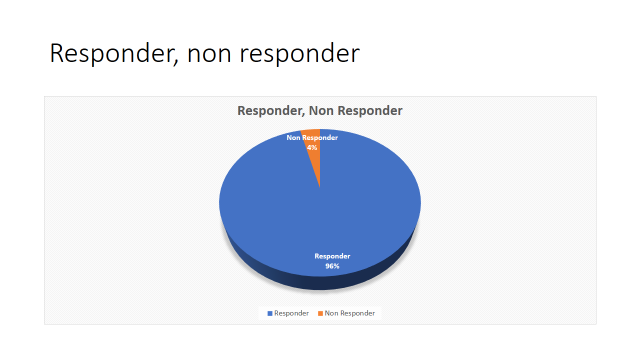 Responder, non responder
Responder, Non Responder
Non Responder
4%
Responder
96%
Responder Non Responder